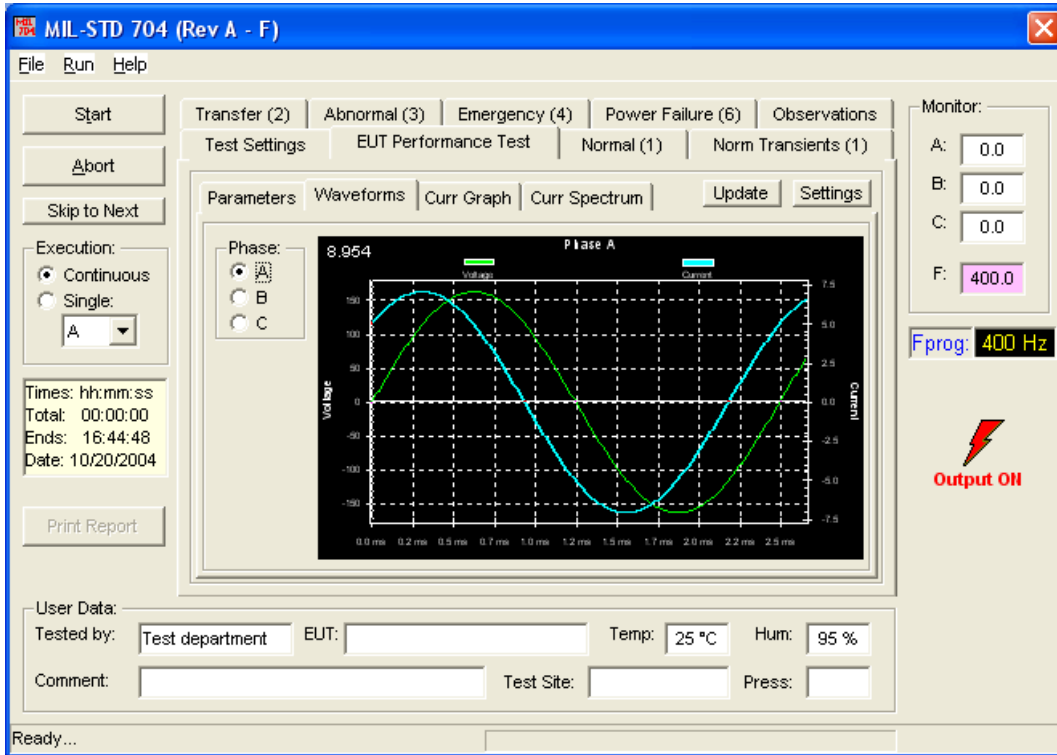 MIL-STD 704 (Rev A - F)
File Run Help
Start
Abort
Skip to Next
Execution:
Continuous
Single:
A
Times: hh:mm:ss
Total: 00:00:00
Ends: 16:44:48
Date: 10/20/2004
Print Report
Transfer (2) Abnormal (3) Emergency (4) Power Failure (6) Observations
Test Settings EUT Performance Test Normal (1) Norm Transients (1)
Parameters Waveforms Curr Graph Curr Spectrum Update Settings
Phase:
A
B
C
8.954 Phase A
Voltage Current
150
100
50
0
-50
-100
-150
Voltage
7.5
5.0
2.5
0.0
-2.5
-5.0
-7.5
Current
0.0 ms 0.2 ms 0.5 ms 0.7 ms 1.0 ms 1.2 ms 1.5 ms 1.7 ms 2.0 ms 2.2 ms 2.5 ms
Monitor:
A: 0.0
B: 0.0
C: 0.0
F: 400.0
Fprog: 400 Hz
Output ON
User Data:
Tested by: Test department EUT: Temp: 25 °C Hum: 95 %
Comment: Test Site: Press:
Ready...